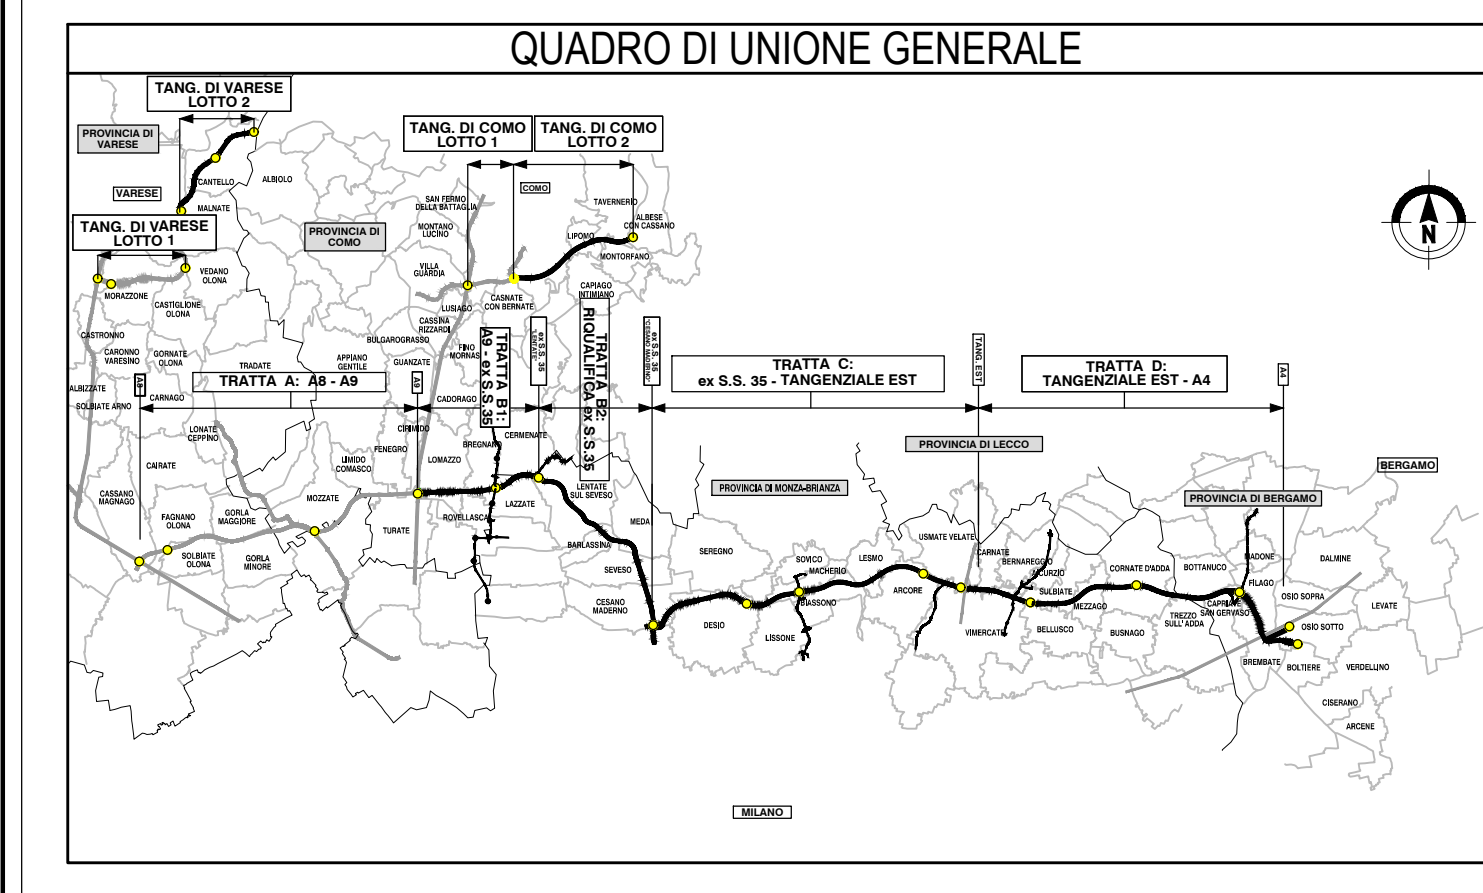 QUADRO DI UNIONE GENERALE
TANG. DI VARESE
LOTTO 2
PROVINCIA DI
VARESE
CANTELLO
ALBIOLO
VARESE
MALNATE
TANG. DI VARESE
LOTTO 1
VEDANO
OLONA
MORAZZONE
CASTIGLIONE
OLONA
CASTRONNO
CARONNO
VARESINO
GORNATE
OLONA
TRADATE
ALBIZZATE
SOLBIATE ARNO
CARNAGO
PROVINCIA DI
COMO
TANG. DI COMO
LOTTO 1
TANG. DI COMO
LOTTO 2
COMO
SAN FERMO
DELLA BATTAGLIA
MONTANO
LUCINO
VILLA
GUARDIA
TAVERNERIO
ALBESE
CON CASSANO
LIPOMO
MONTORFANO
CAPIAGO
INTIMIANO
LUSIAGO
CASNATE
CON BERNATE
CASSINA
RIZZARDI
BULGAROGRASSO
FINO
MORNAS
APPIANO
GENTILE
GUANZATE
CADORAGO
A8
TRATTA A: A8 - A9
A9
TRATTA B1:
A9 - ex S.S.35
ex S.S. 35
"LENTATE"
TRATTA B2:
RIQUALIFICA ex S.S.35
ex S.S. 35
"CESANO MADERNO"
TRATTA C:
ex S.S. 35 - TANGENZIALE EST
TANG. EST
TRATTA D:
TANGENZIALE EST - A4
A4
N
LONATE
CEPPINO
CAIRATE
CIRIMIDO
FENEGRO
LIMIDO
COMASCO
LOMAZZO
BREGNANO
CERMENATE
CASSANO
MAGNAGO
FAGNANO
OLONA
GORLA
MAGGIORE
MOZZATE
SOLBIATE
OLONA
GORLA
MINORE
TURATE
ROVELLASCA
LAZZATE
LENTATE
SUL SEVESO
MEDA
BARLASSINA
SEVESO
CESANO
MADERNO
PROVINCIA DI MONZA-BRIANZA
PROVINCIA DI LECCO
PROVINCIA DI BERGAMO
BERGAMO
SEREGNO
DESIO
SOVICO
MACHERIO
BIASSONO
LISSONE
LESMO
ARCORE
USMATE VELATE
CARNATE
BERNAREGGIO
VIMERCATE
SULBIATE
MEZZAGO
BELLUSCO
CORNATE D'ADDA
BUSNAGO
BOTTANUCO
TREZZO
SULL' ADDA
CAPRIATE
SAN GERVASO
MADONE
FILAGO
DALMINE
OSIO SOPRA
OSIO SOTTO
LEVATE
BREMBATE
BOLTIERE
VERDELLINO
CISERANO
ARCENE
MILANO